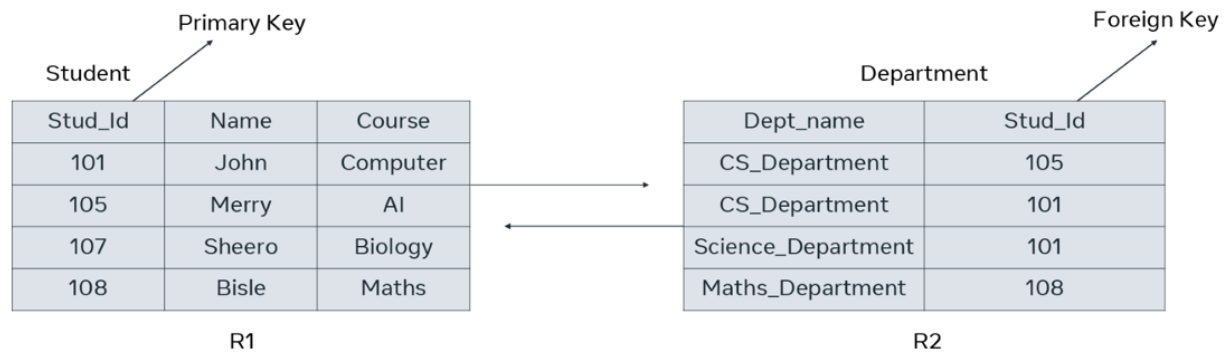 Primary Key
Foreign Key
Student
Department
Stud_Id Name Course
Dept_name Stud_Id
101 John Computer
CS_Department 105
105 Merry AI
CS_Department 101
107 Sheero Biology
Science_Department 101
108 Bisle Maths
Maths_Department 108
R1
R2